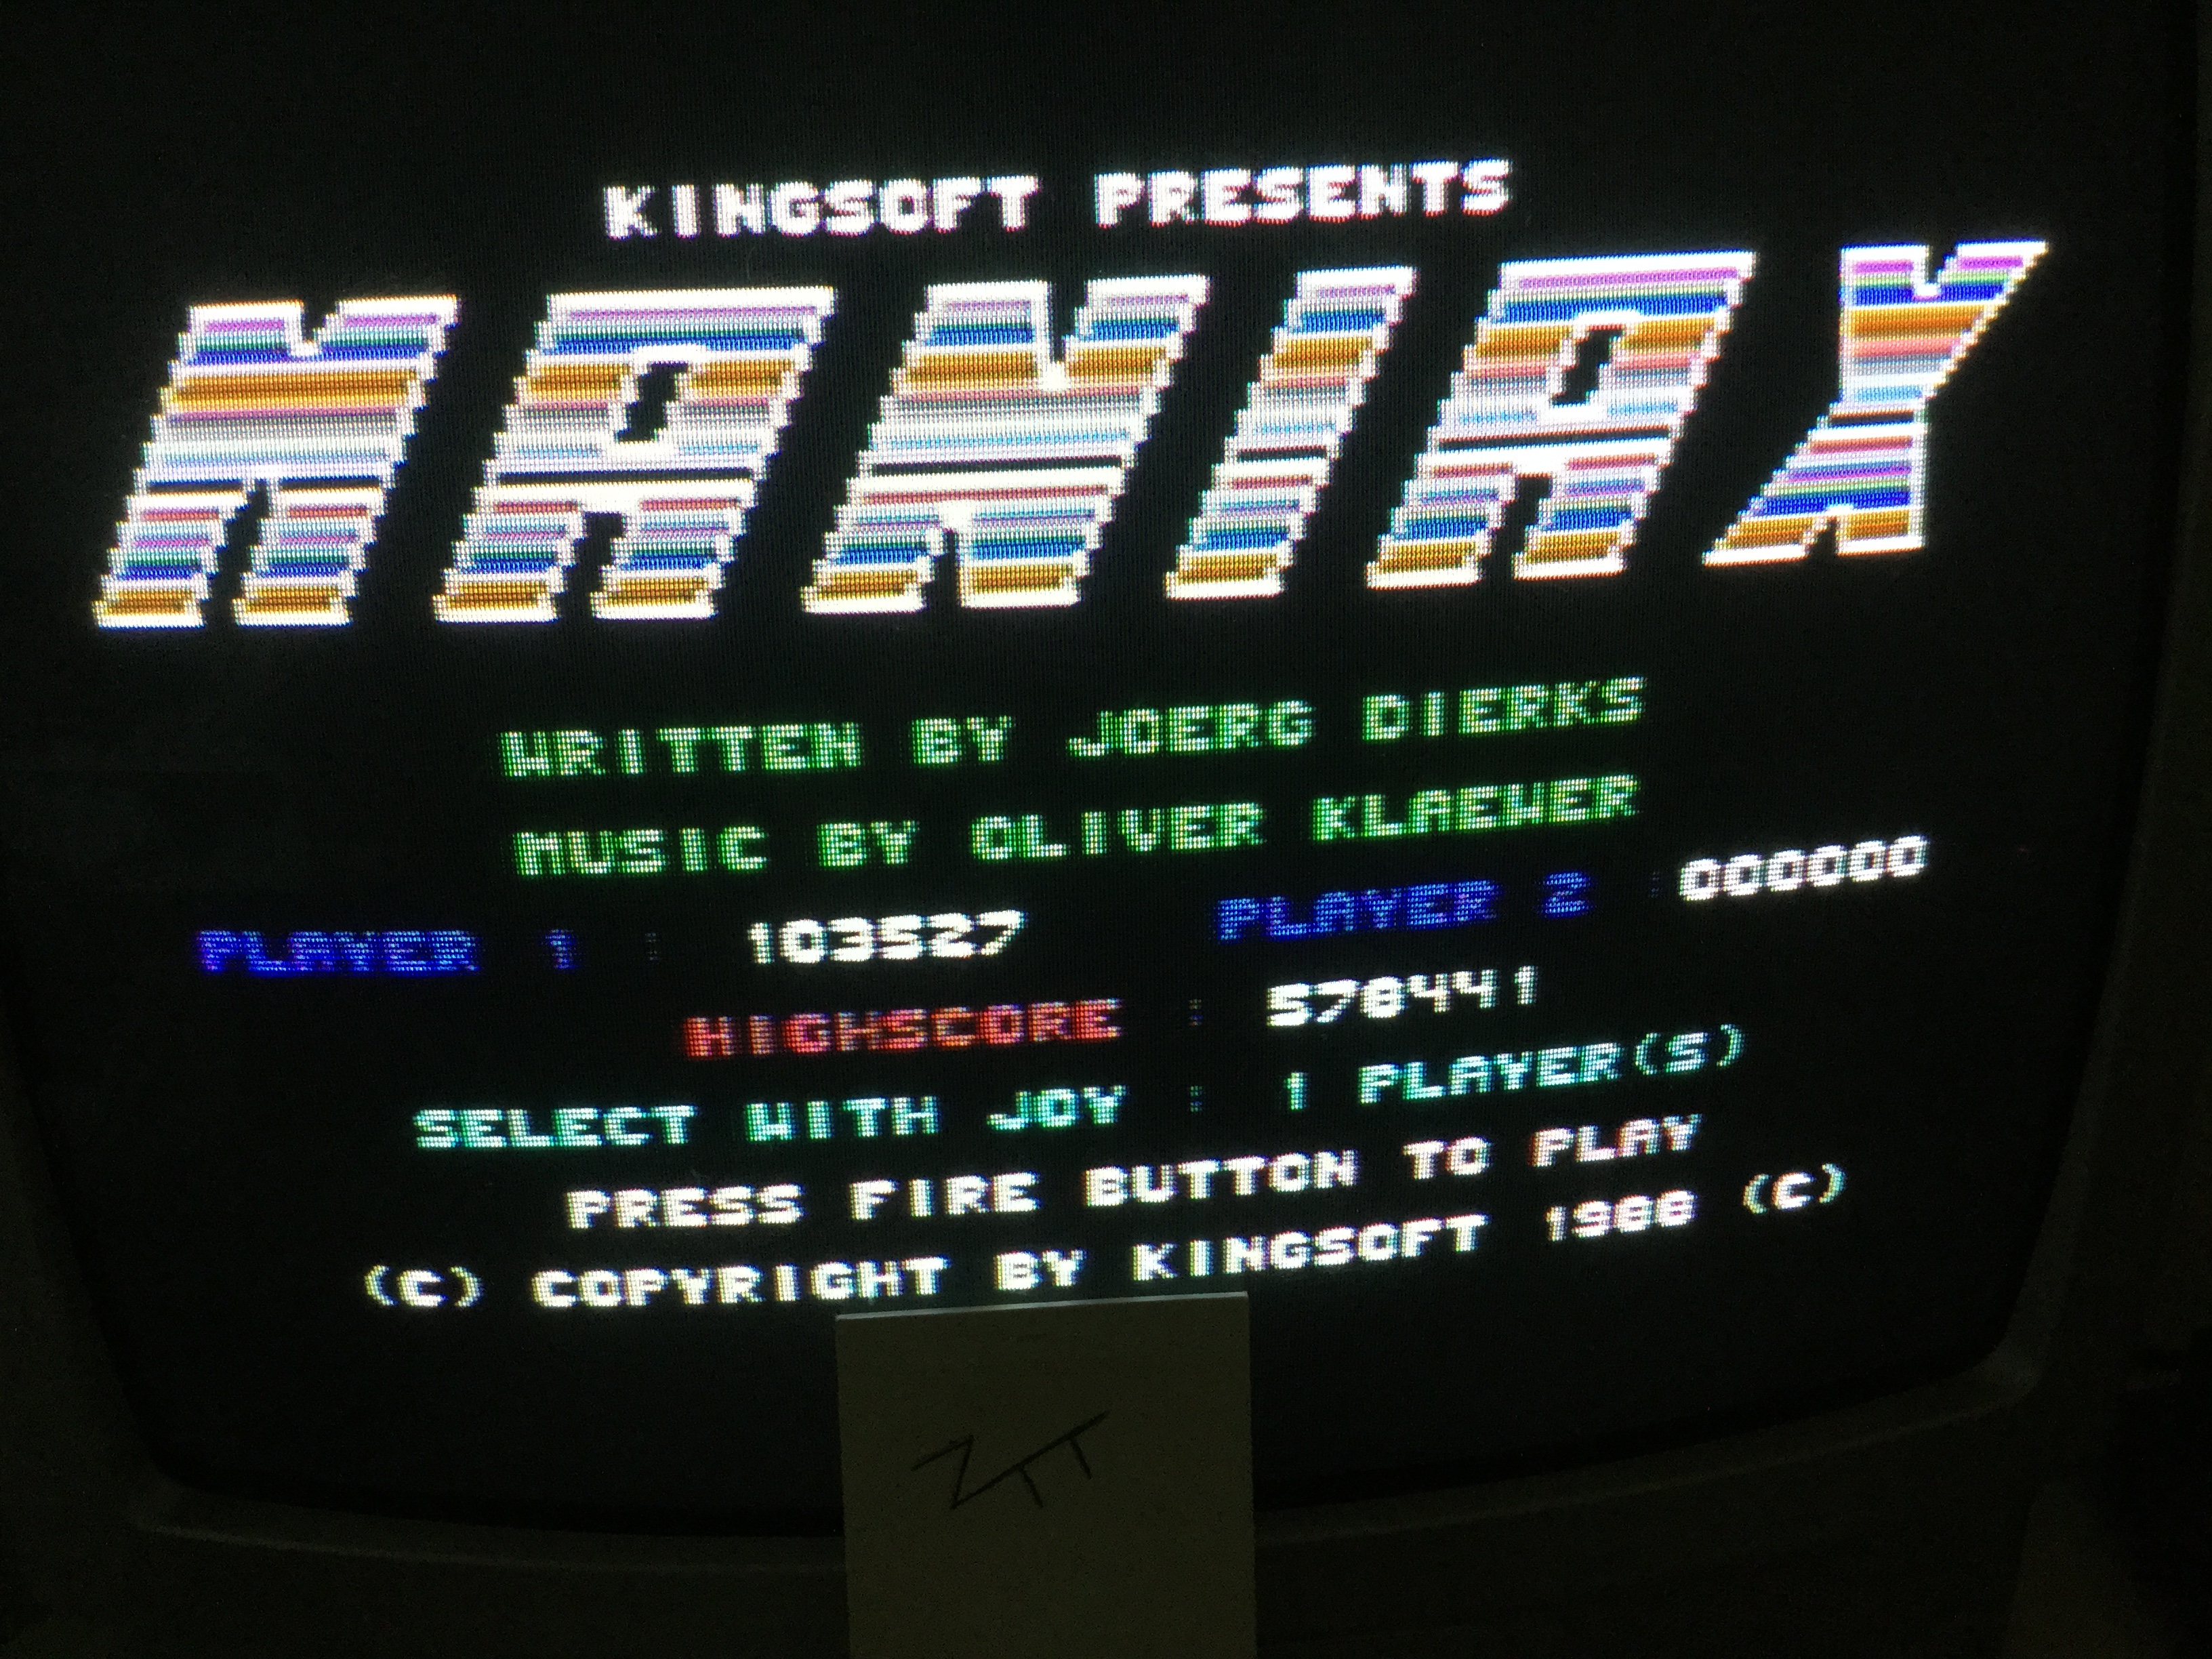 KINGSOFT PRESENTS
MANIAX
WRITTEN BY JOERG DIERKS
MUSIC BY OLIVER KLAEWER
PLAYER 1 : 103527 PLAYER 2 : 000000
HIGHSCORE : 578441
SELECT WITH JOY : 1 PLAYER(S)
PRESS FIRE BUTTON TO PLAY
(C) COPYRIGHT BY KINGSOFT 1988 (C)
ZTT